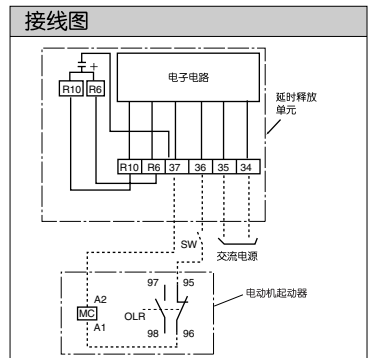 接线图
+
R10 R6
电子电路
延时释放
单元
R10 R6 37 36 35 34
SW
交流电源
97 95
电动机起动器
A2
MC
OLR
A1
98 96